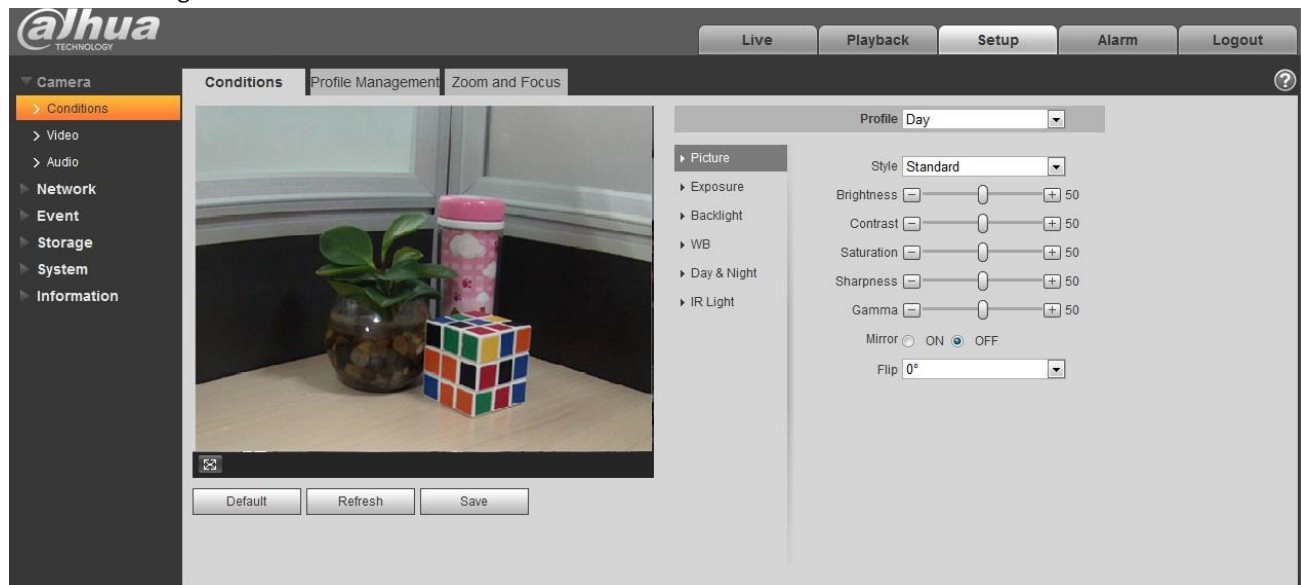 alhua
TECHNOLOGY
Live
Playback
Setup
Alarm
Logout
Camera
Conditions
Video
Audio
Network
Event
Storage
System
Information
Conditions
Profile Management
Zoom and Focus
?
Profile Day
Picture
Exposure
Backlight
WB
Day & Night
IR Light
Style Standard
Brightness - + 50
Contrast - + 50
Saturation - + 50
Sharpness - + 50
Gamma - + 50
Mirror ON OFF
Flip 0°
Default
Refresh
Save